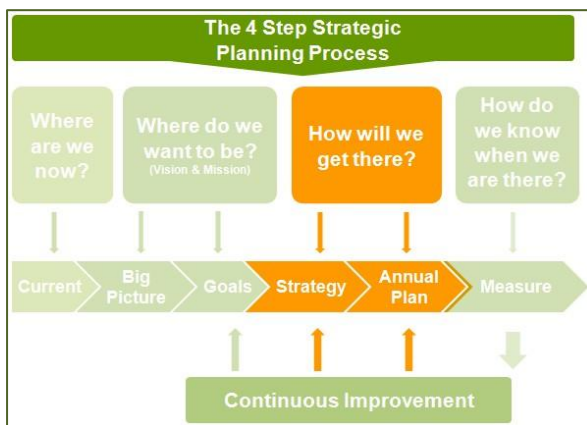 The 4 Step Strategic
Planning Process
Where
are we
now?
Where do we
want to be?
(Vision & Mission)
How will we
get there?
How do
we know
when we
are there?
Current
Big
Picture
Goals
Strategy
Annual
Plan
Measure
Continuous Improvement